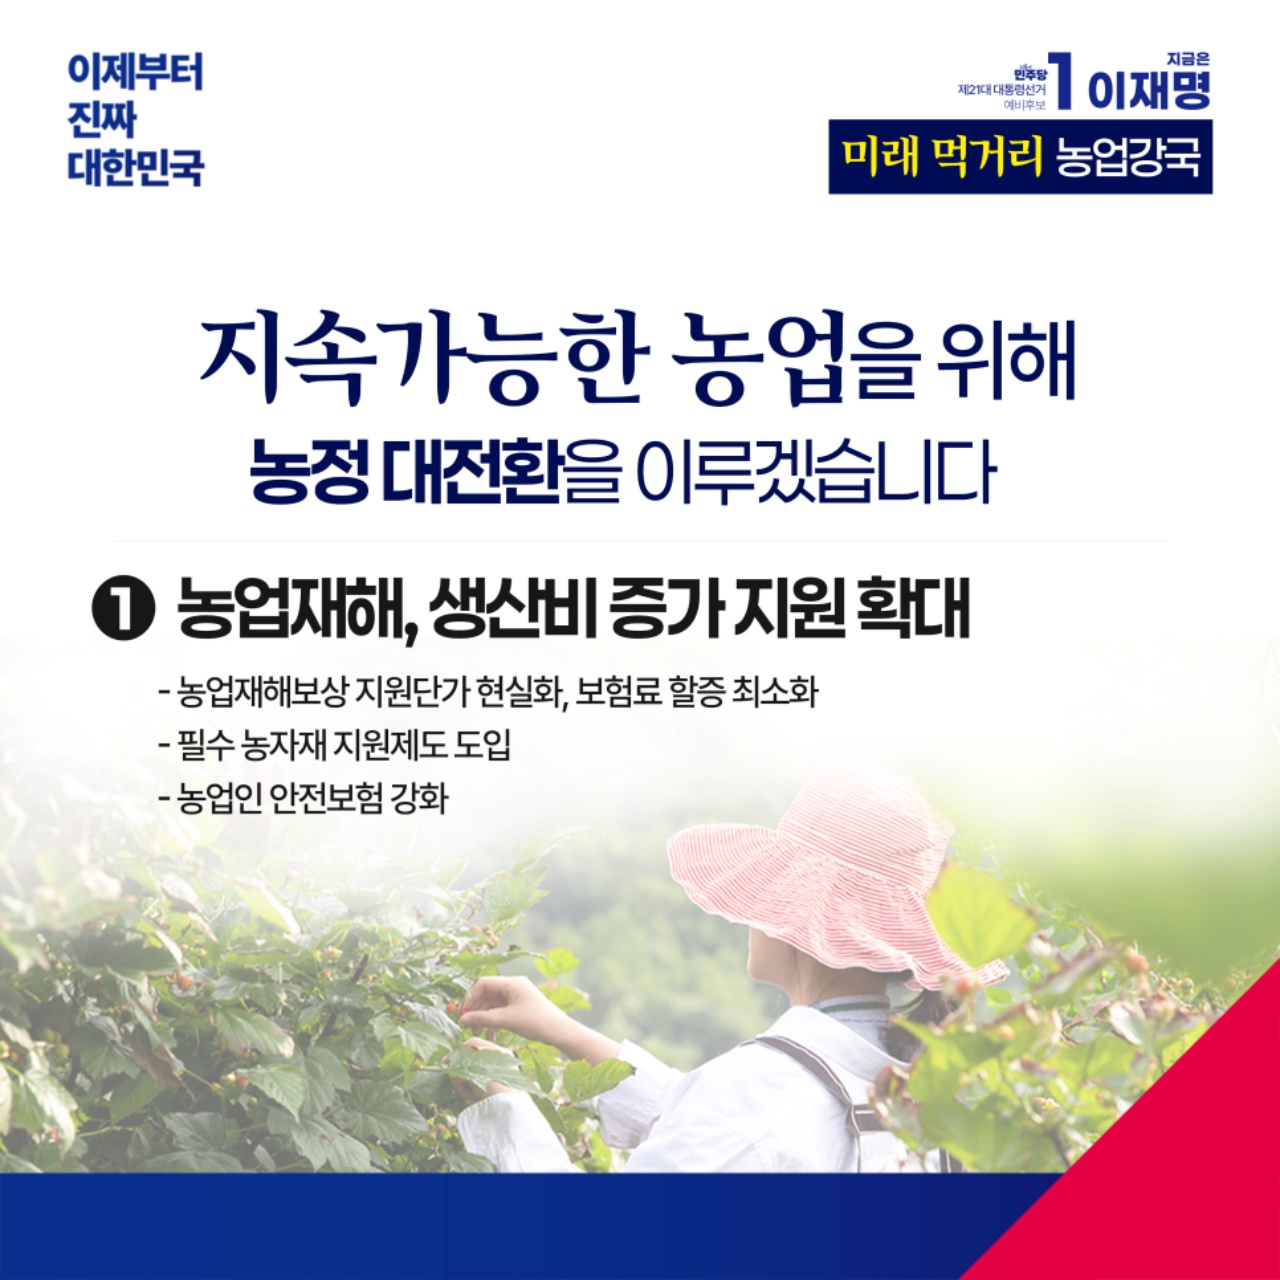 이제부터
진짜
대한민국
지금은
민주당
제21대 대통령선거
예비후보
1 이재명
미래 먹거리 농업강국
지속가능한 농업을 위해
농정 대전환을 이루겠습니다
1 농업재해, 생산비 증가 지원 확대
- 농업재해보상 지원단가 현실화, 보험료 할증 최소화
- 필수 농자재 지원제도 도입
- 농업인 안전보험 강화